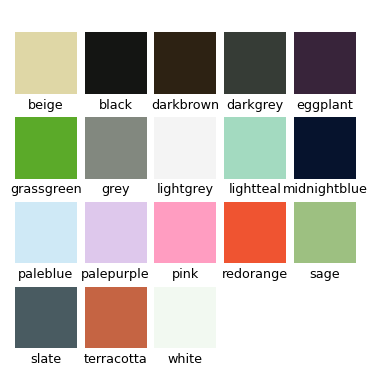 beige black darkbrown darkgrey eggplant
grassgreen grey lightgrey lightteal midnightblue
paleblue palepurple pink redorange sage
slate terracotta white